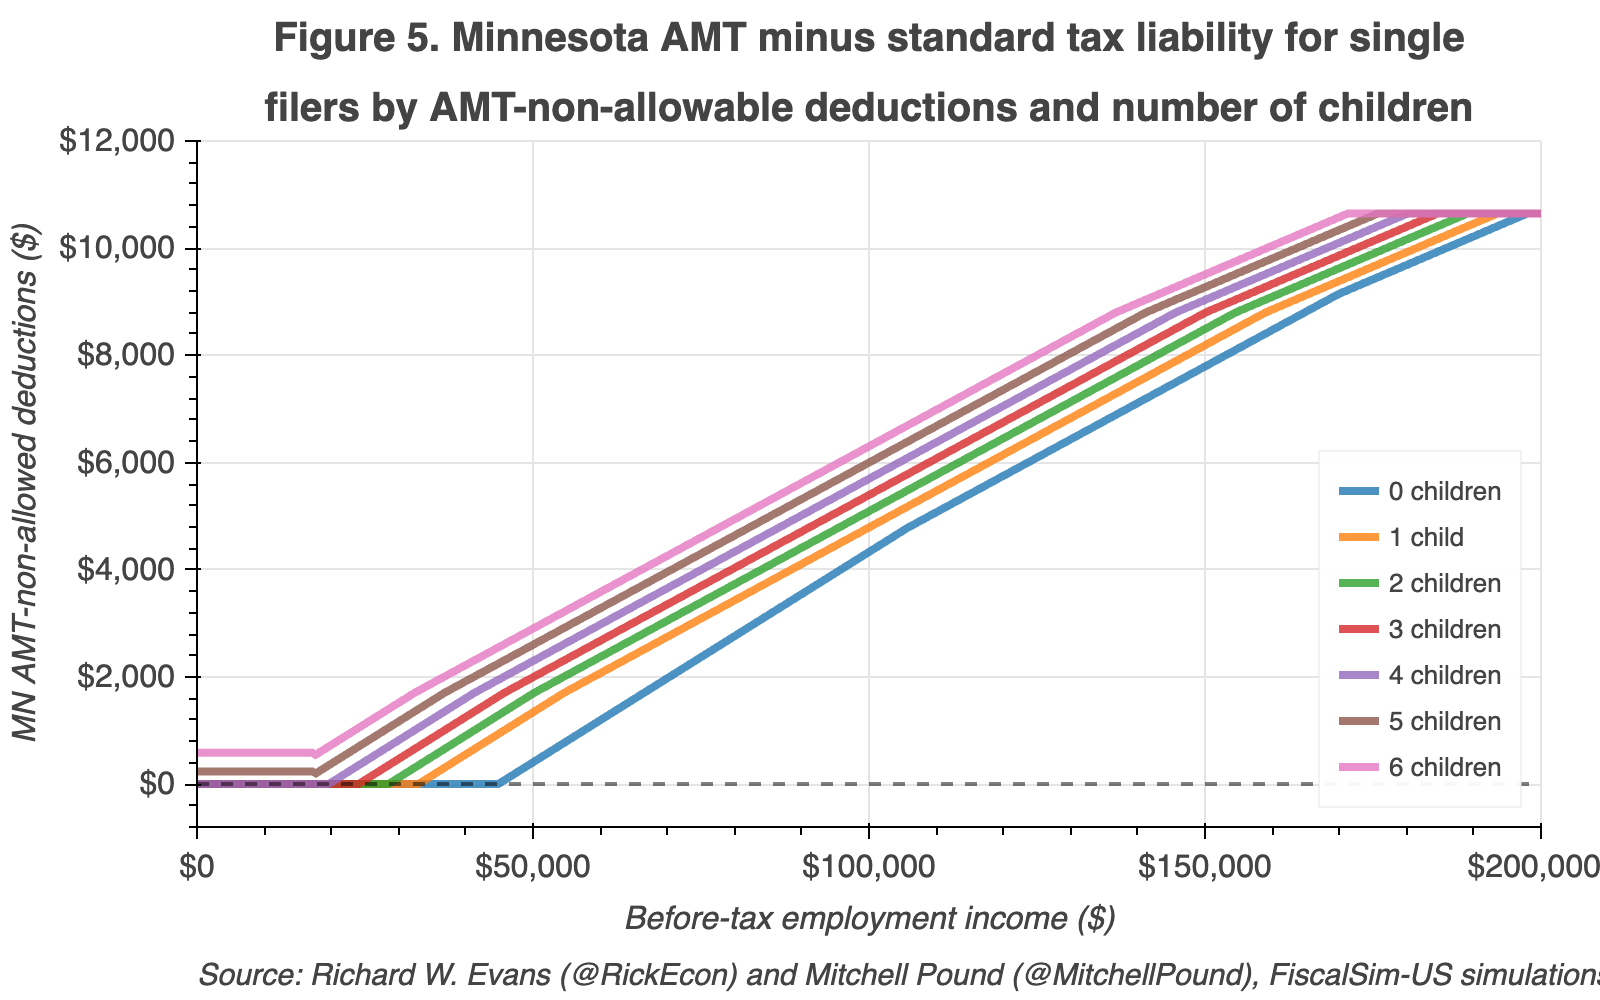 Figure 5. Minnesota AMT minus standard tax liability for single
filers by AMT-non-allowable deductions and number of children
MN AMT-non-allowed deductions ($)
$12,000
$10,000
$8,000
$6,000
$4,000
$2,000
$0
0 children
1 child
2 children
3 children
4 children
5 children
6 children
$0 $50,000 $100,000 $150,000 $200,000
Before-tax employment income ($)
Source: Richard W. Evans (@RickEcon) and Mitchell Pound (@MitchellPound), FiscalSim-US simulations